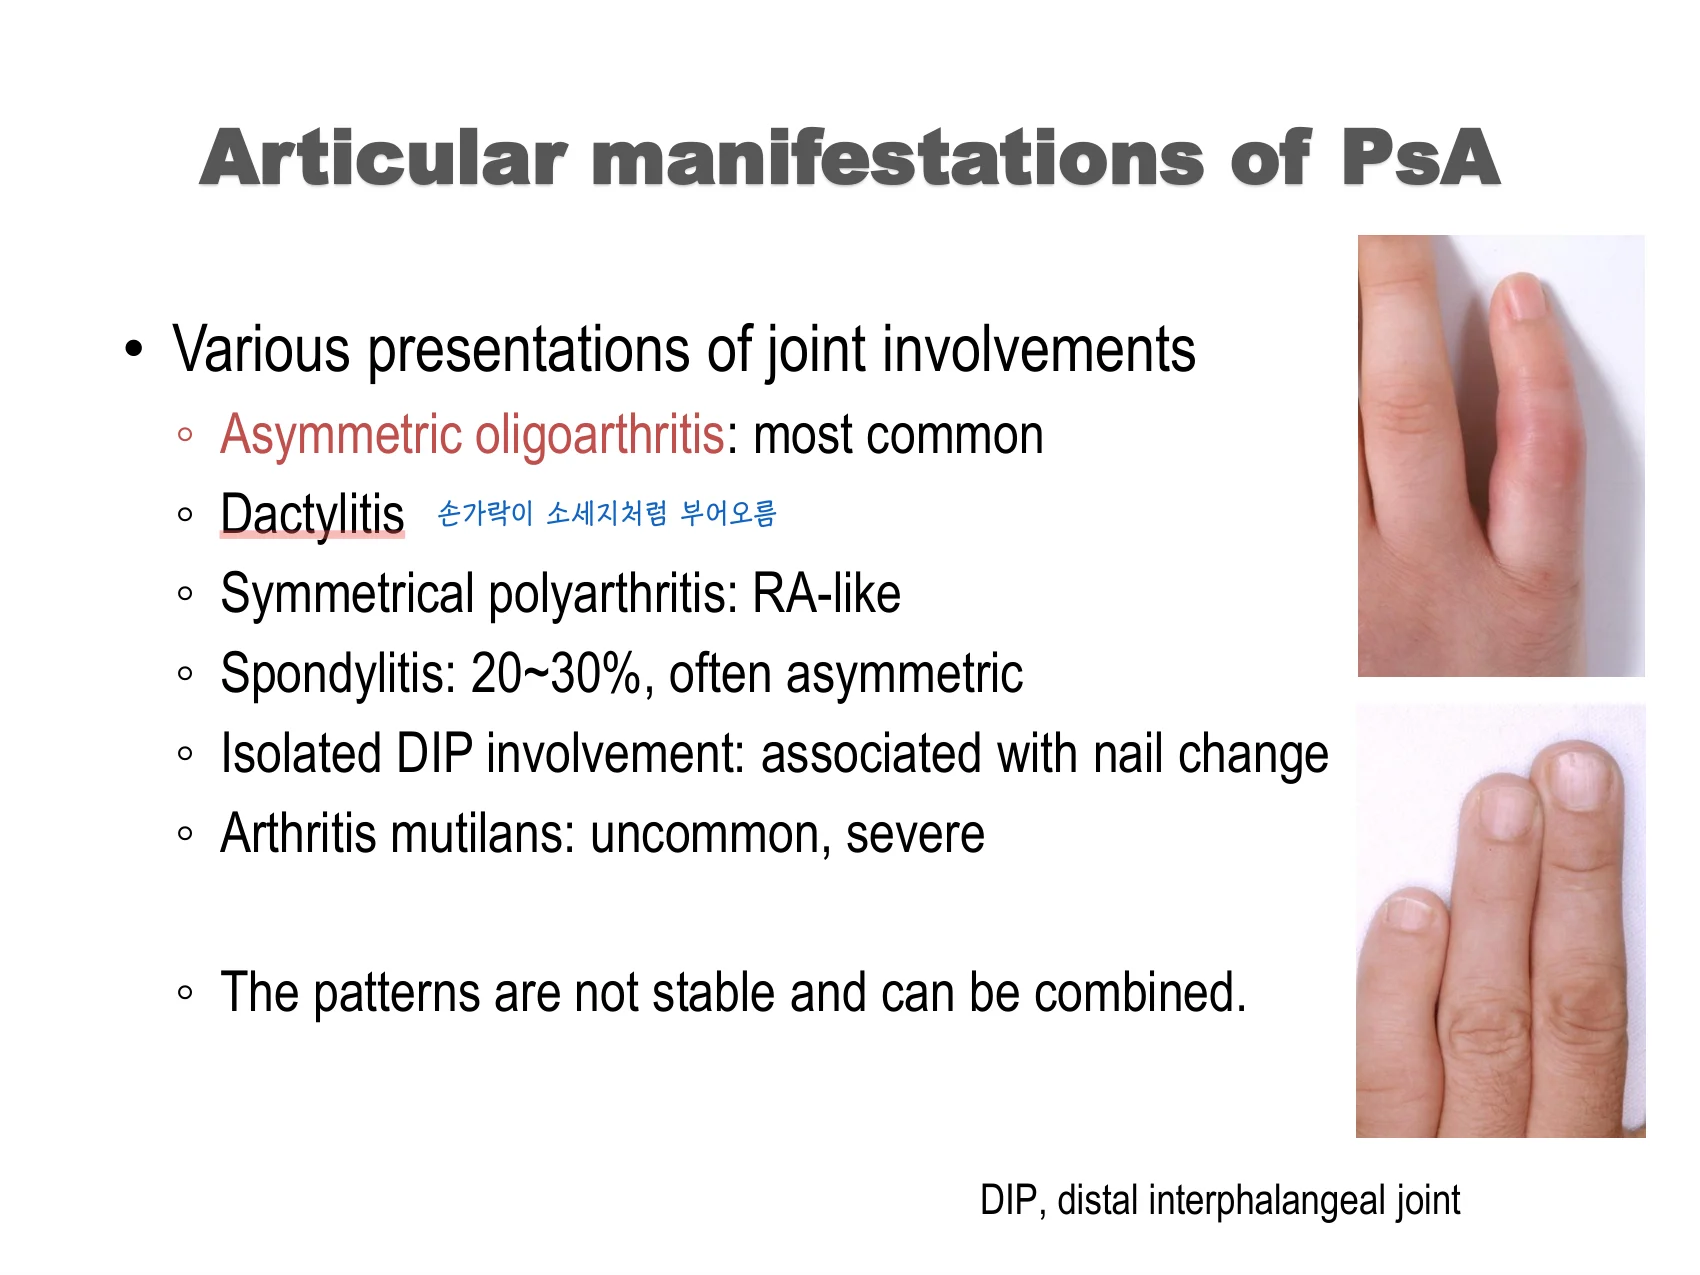 Articular manifestations of PsA
• Various presentations of joint involvements
◦ Asymmetric oligoarthritis: most common
◦ Dactylitis 손가락이 소세지처럼 부어오름
◦ Symmetrical polyarthritis: RA-like
◦ Spondylitis: 20~30%, often asymmetric
◦ Isolated DIP involvement: associated with nail change
◦ Arthritis mutilans: uncommon, severe
◦ The patterns are not stable and can be combined.
DIP, distal interphalangeal joint